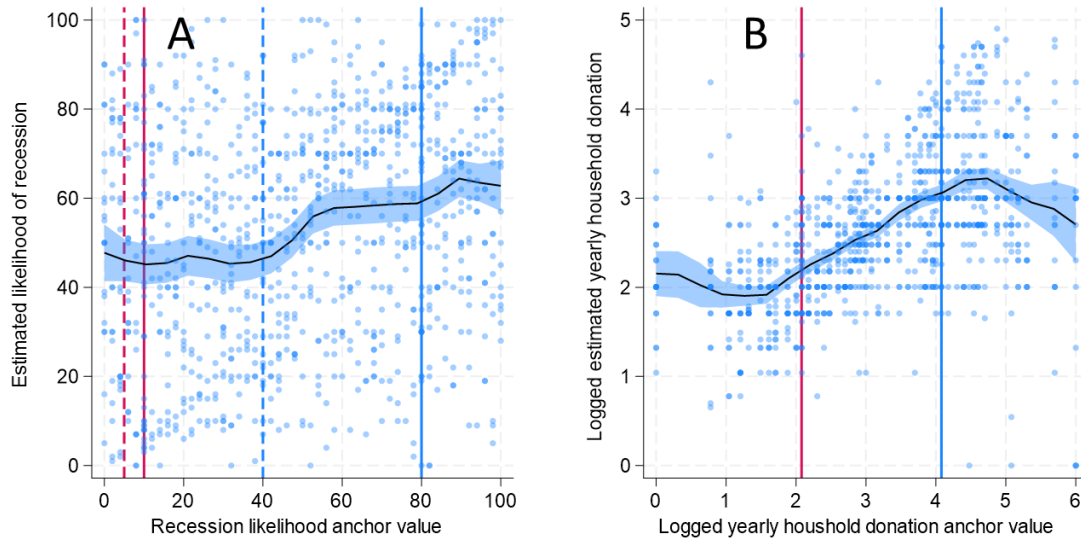 A
Estimated likelihood of recession
100
80
60
40
20
0
0 20 40 60 80 100
Recession likelihood anchor value
B
Logged estimated yearly household donation
5
4
3
2
1
0
0 1 2 3 4 5 6
Logged yearly houshold donation anchor value